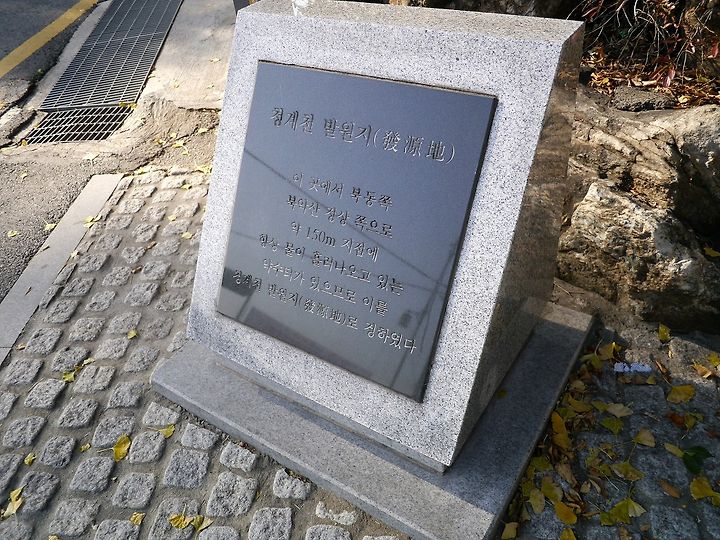 청계천 발원지(發源地)
이 곳에서 북동쪽
북악산 정상 쪽으로
약 150m 지점에
항상 물이 흘러나오고 있는
약수터가 있으므로 이를
청계천 발원지(發源地)로 정하였다